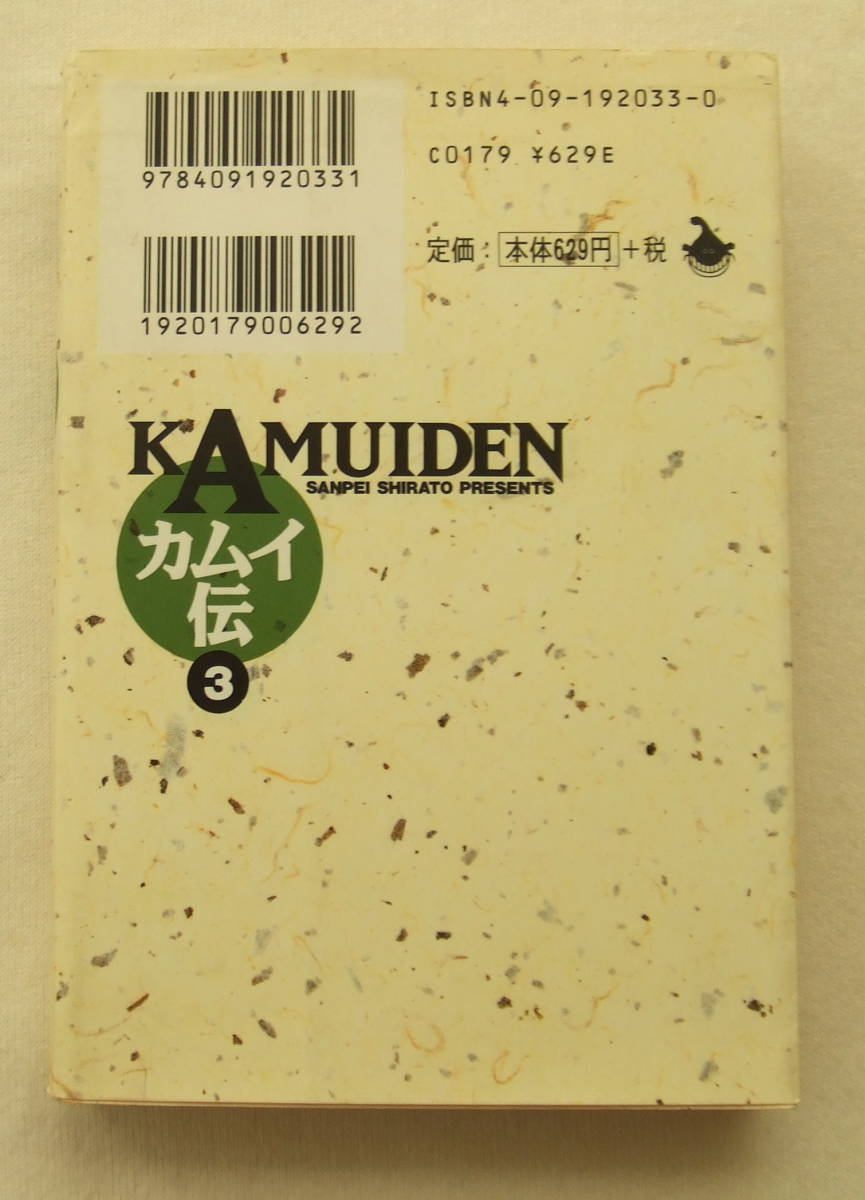 9784091920331
ISBN4-09-192033-0
C0179 ¥629E
1920179006292
定価：本体629円+税
KAMUIDEN
SANPEI SHIRATO PRESENTS
カムイ
伝
3